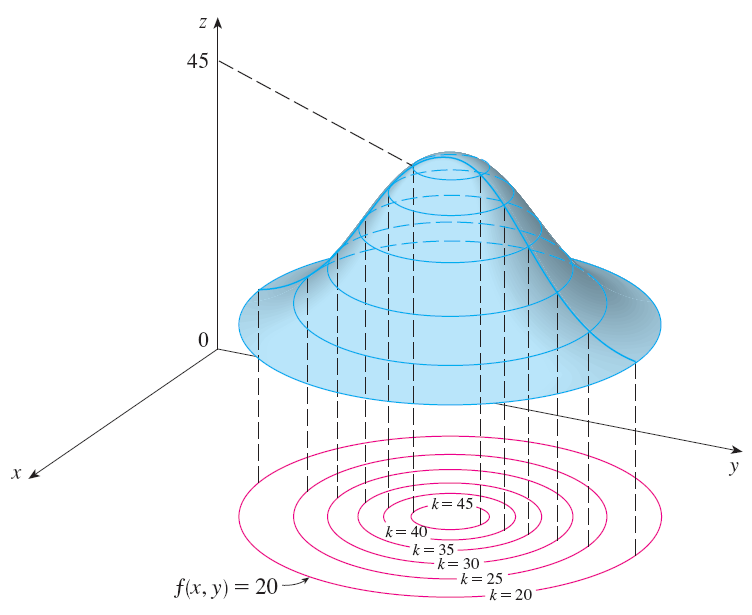 z
45
0
x
y
k = 45
k = 40
k = 35
k = 30
k = 25
f(x, y) = 20
k = 20